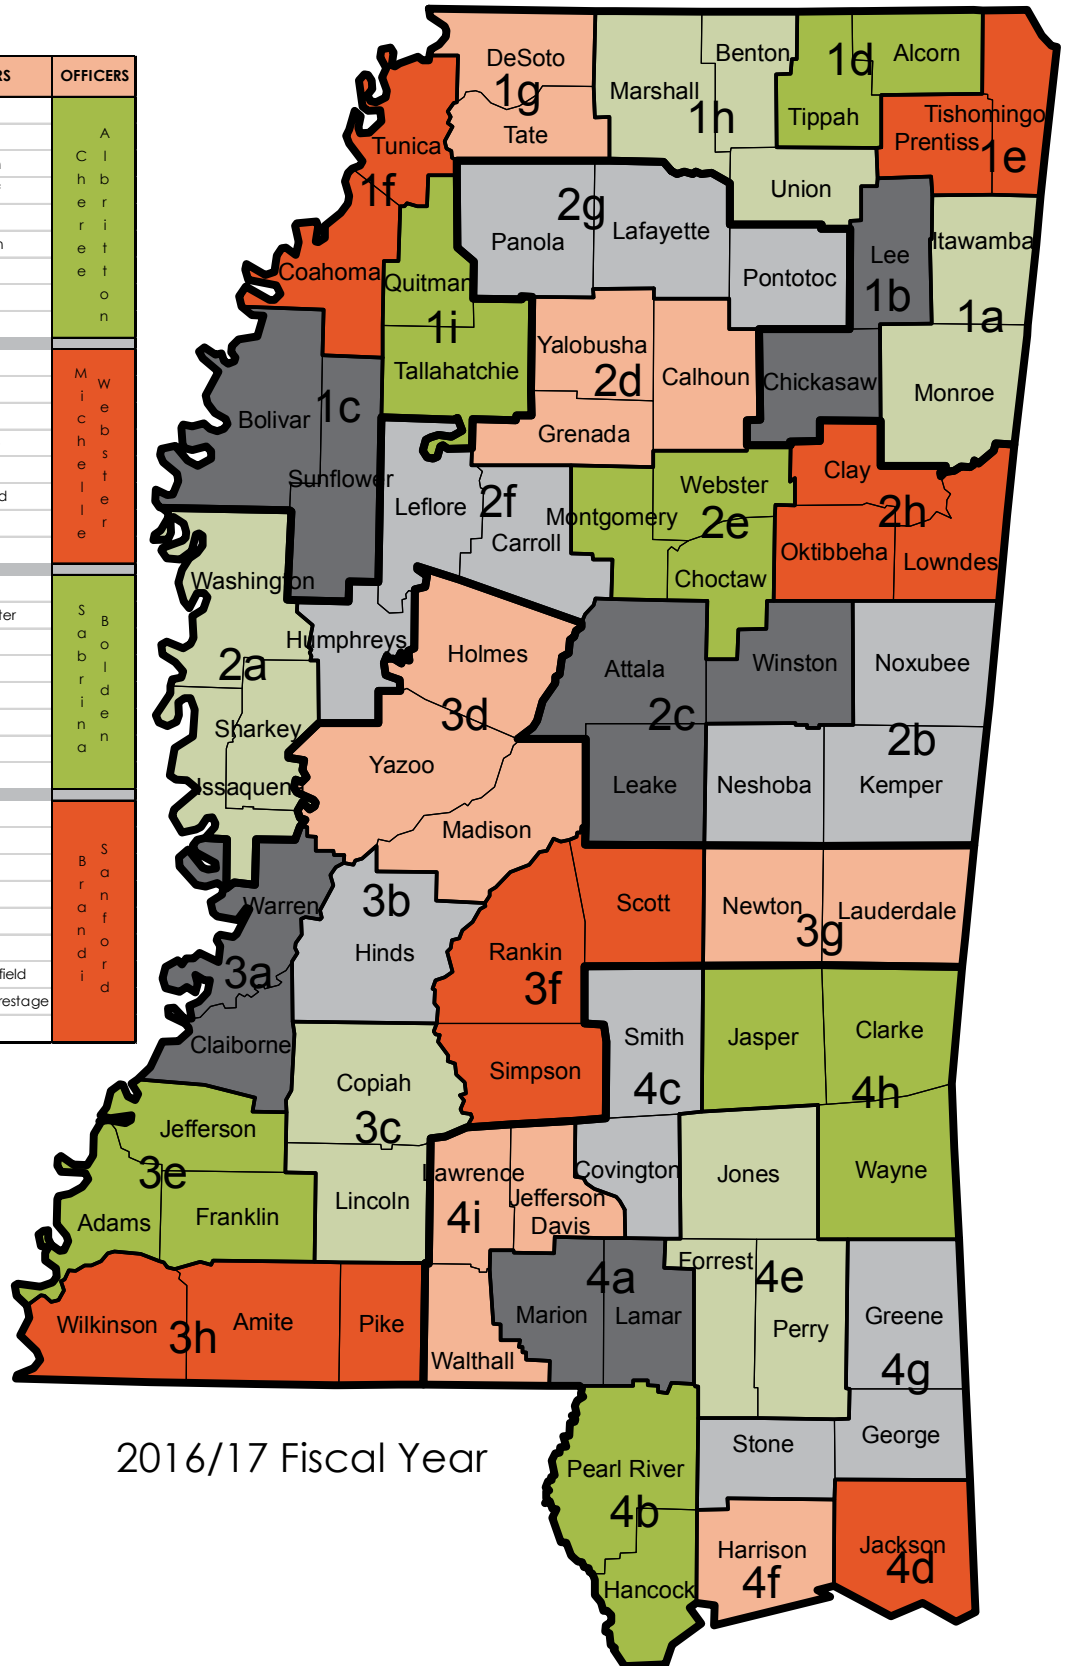 RS
OFFICERS
Cheree
Albritton
Michele
Webster
d
Sabrina
Bolden
ter
Brandi
Sanford
field
restage
DeSoto
1g
Tate
Marshall
Benton
1h
1d
Alcorn
Tippah
Tishomingo
Prentiss
1e
Tunica
1f
Coahoma
Union
2g
Panola
Lafayette
Pontotoc
Lee
1b
Itawamba
1a
Monroe
Quitman
1i
Tallahatchie
Yalobusha
2d
Calhoun
Grenada
Chickasaw
Bolivar
1c
Sunflower
Leflore
2f
Carroll
Montgomery
Webster
2e
Choctaw
Clay
2h
Oktibbeha
Lowndes
Washington
2a
Sharkey
Issaquena
Humphreys
Holmes
3d
Yazoo
Madison
Attala
2c
Leake
Winston
Noxubee
2b
Neshoba
Kemper
Warren
3a
Claiborne
3b
Hinds
Rankin
3f
Simpson
Scott
Newton
3g
Lauderdale
Smith
4c
Covington
Jasper
Clarke
4h
Wayne
Copiah
3c
Lincoln
Jefferson
3e
Adams
Franklin
Lawrence
4i
Jefferson
Davis
Jones
Wilkinson
3h
Amite
Pike
Walthall
4a
Marion
Lamar
Forrest
4e
Perry
Greene
4g
George
Stone
2016/17 Fiscal Year
Pearl River
4b
Hancock
Harrison
4f
Jackson
4d